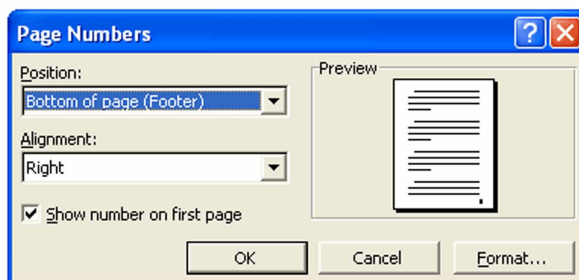 Page Numbers
Position:
Bottom of page (Footer)
Alignment:
Right
Show number on first page
Preview
OK
Cancel
Format...